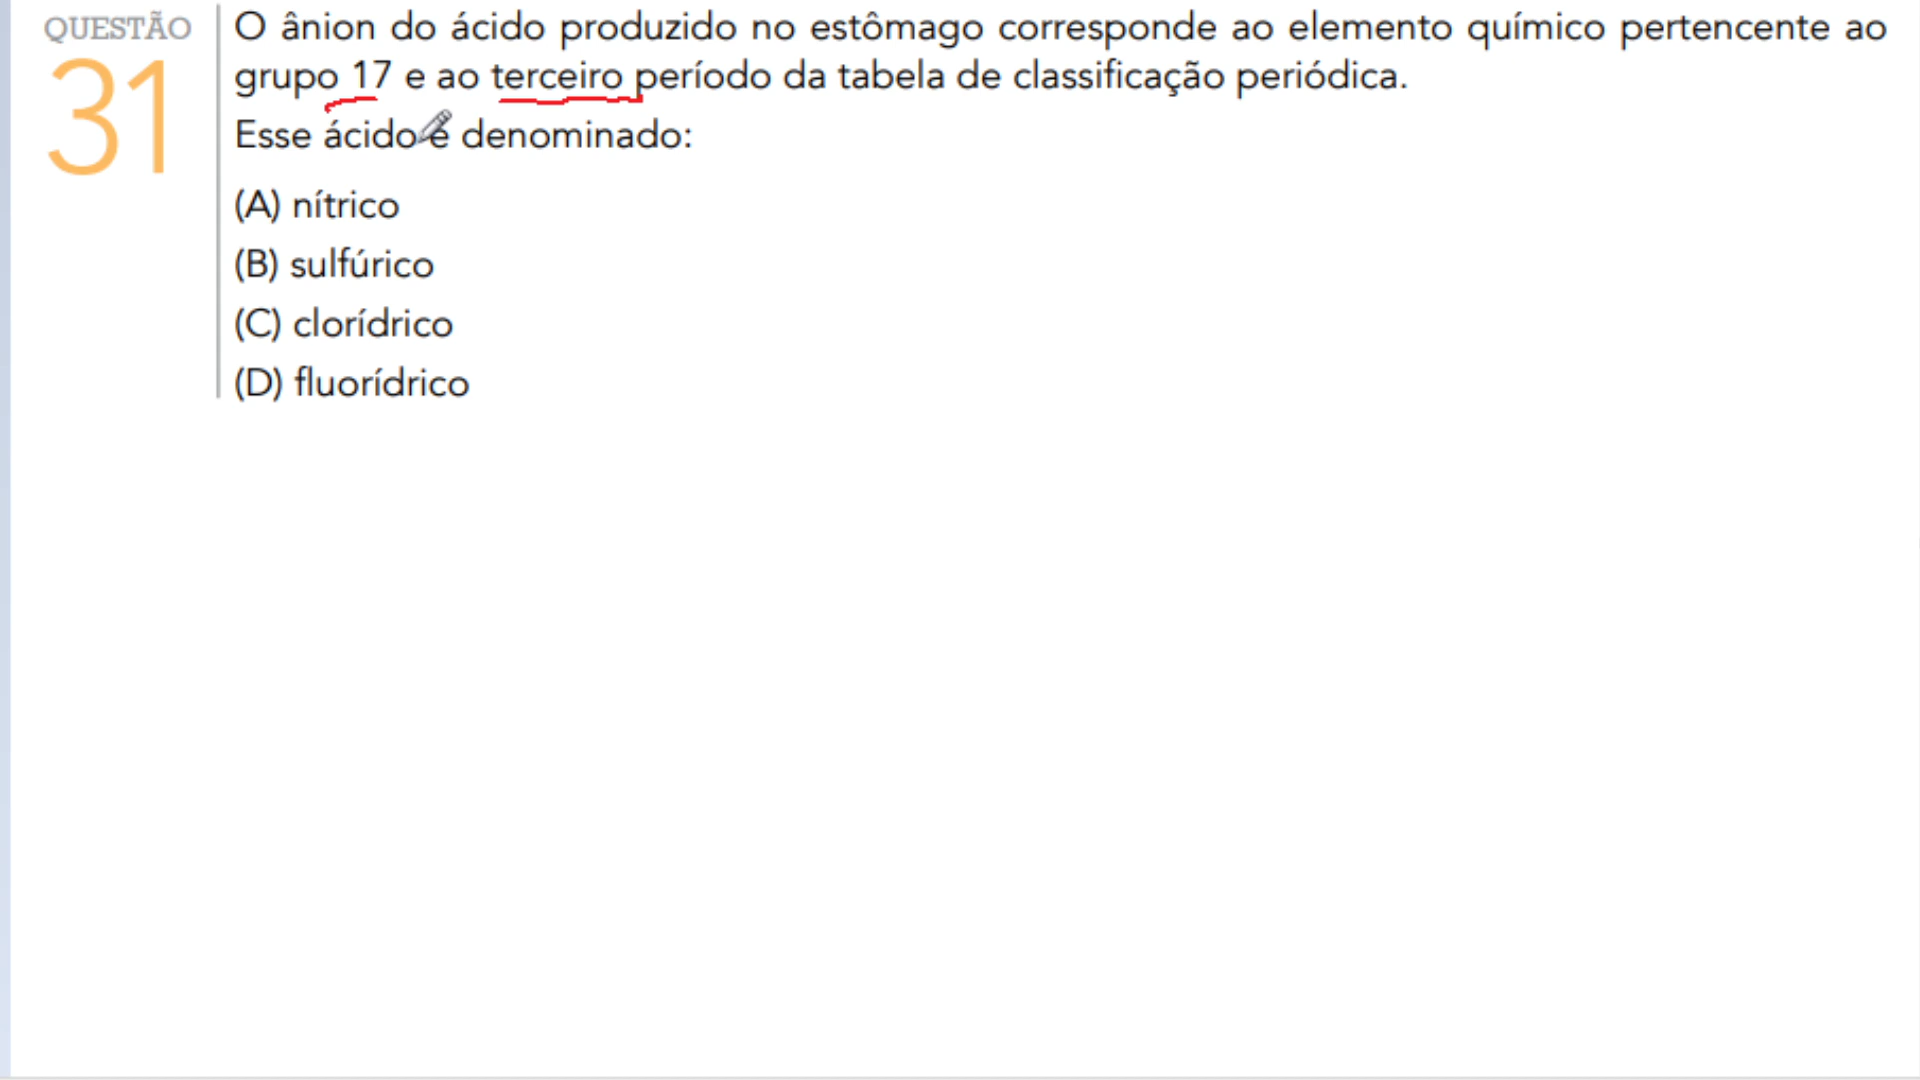 QUESTÃO
31
O ânion do ácido produzido no estômago corresponde ao elemento químico pertencente ao
grupo 17 e ao terceiro período da tabela de classificação periódica.
Esse ácido é denominado:
(A) nítrico
(B) sulfúrico
(C) clorídrico
(D) fluorídrico